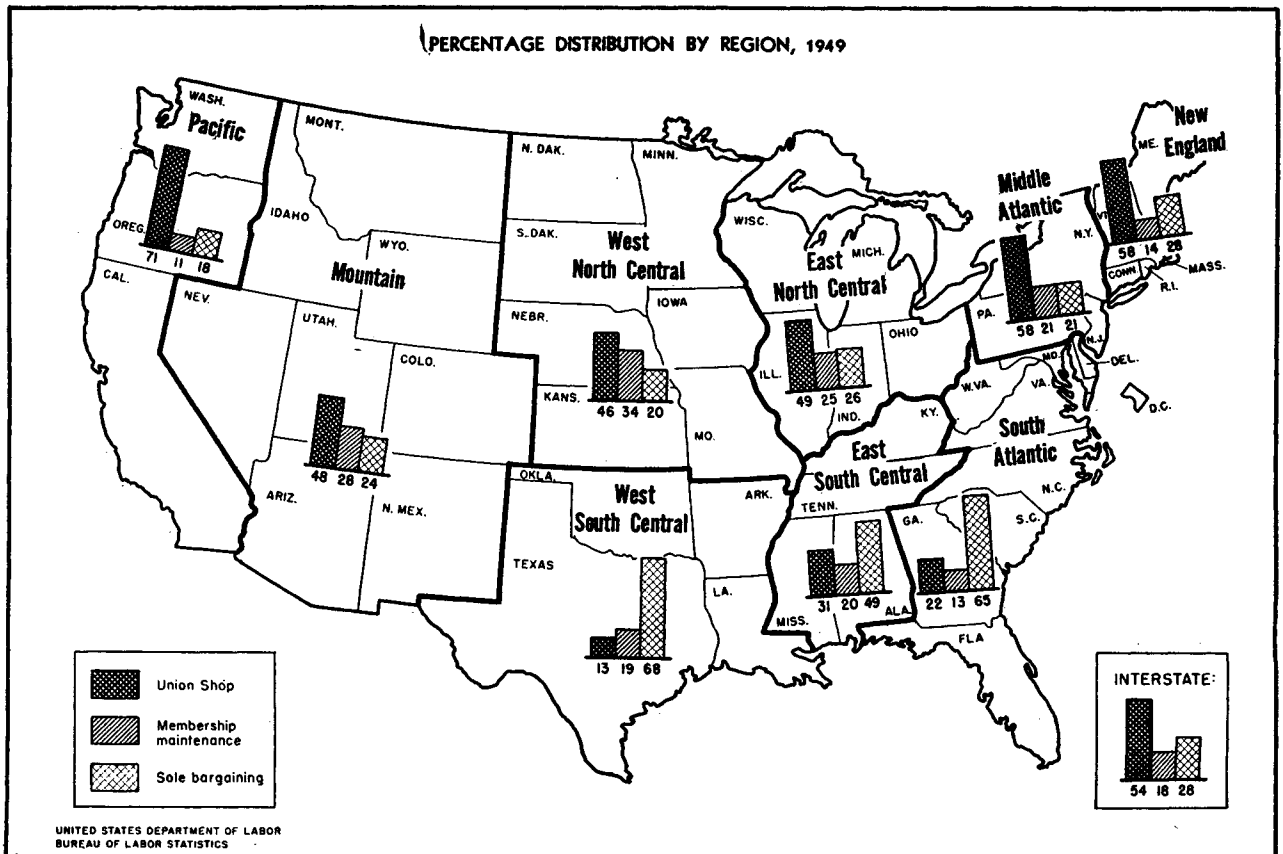 PERCENTAGE DISTRIBUTION BY REGION, 1949
WASH.
Pacific
OREG.
71 11 18
CAL.
MONT.
IDAHO
WYO.
Mountain
NEV.
UTAH.
COLO.
48 28 24
ARIZ.
N. MEX.
N. DAK.
MINN.
S. DAK.
West
North Central
IOWA
NEBR.
KANS.
46 34 20
MO.
OKLA.
West
South Central
ARK.
TEXAS
LA.
13 19 68
WISC.
MICH.
East
North Central
ILL.
OHIO
49 25 26
IND.
KY.
East
South Central
TENN.
31 20 49
MISS.
ALA.
Middle
Atlantic
N.Y.
PA.
58 21 21
N.J.
New
England
ME.
VT.
58 14 28
CONN.
MASS.
R.I.
MD.
DEL.
W.VA.
VA.
D.C.
South
Atlantic
N.C.
S.C.
GA.
22 13 65
FLA
Union Shop
Membership
maintenance
Sole bargaining
INTERSTATE:
54 18 28
UNITED STATES DEPARTMENT OF LABOR
BUREAU OF LABOR STATISTICS